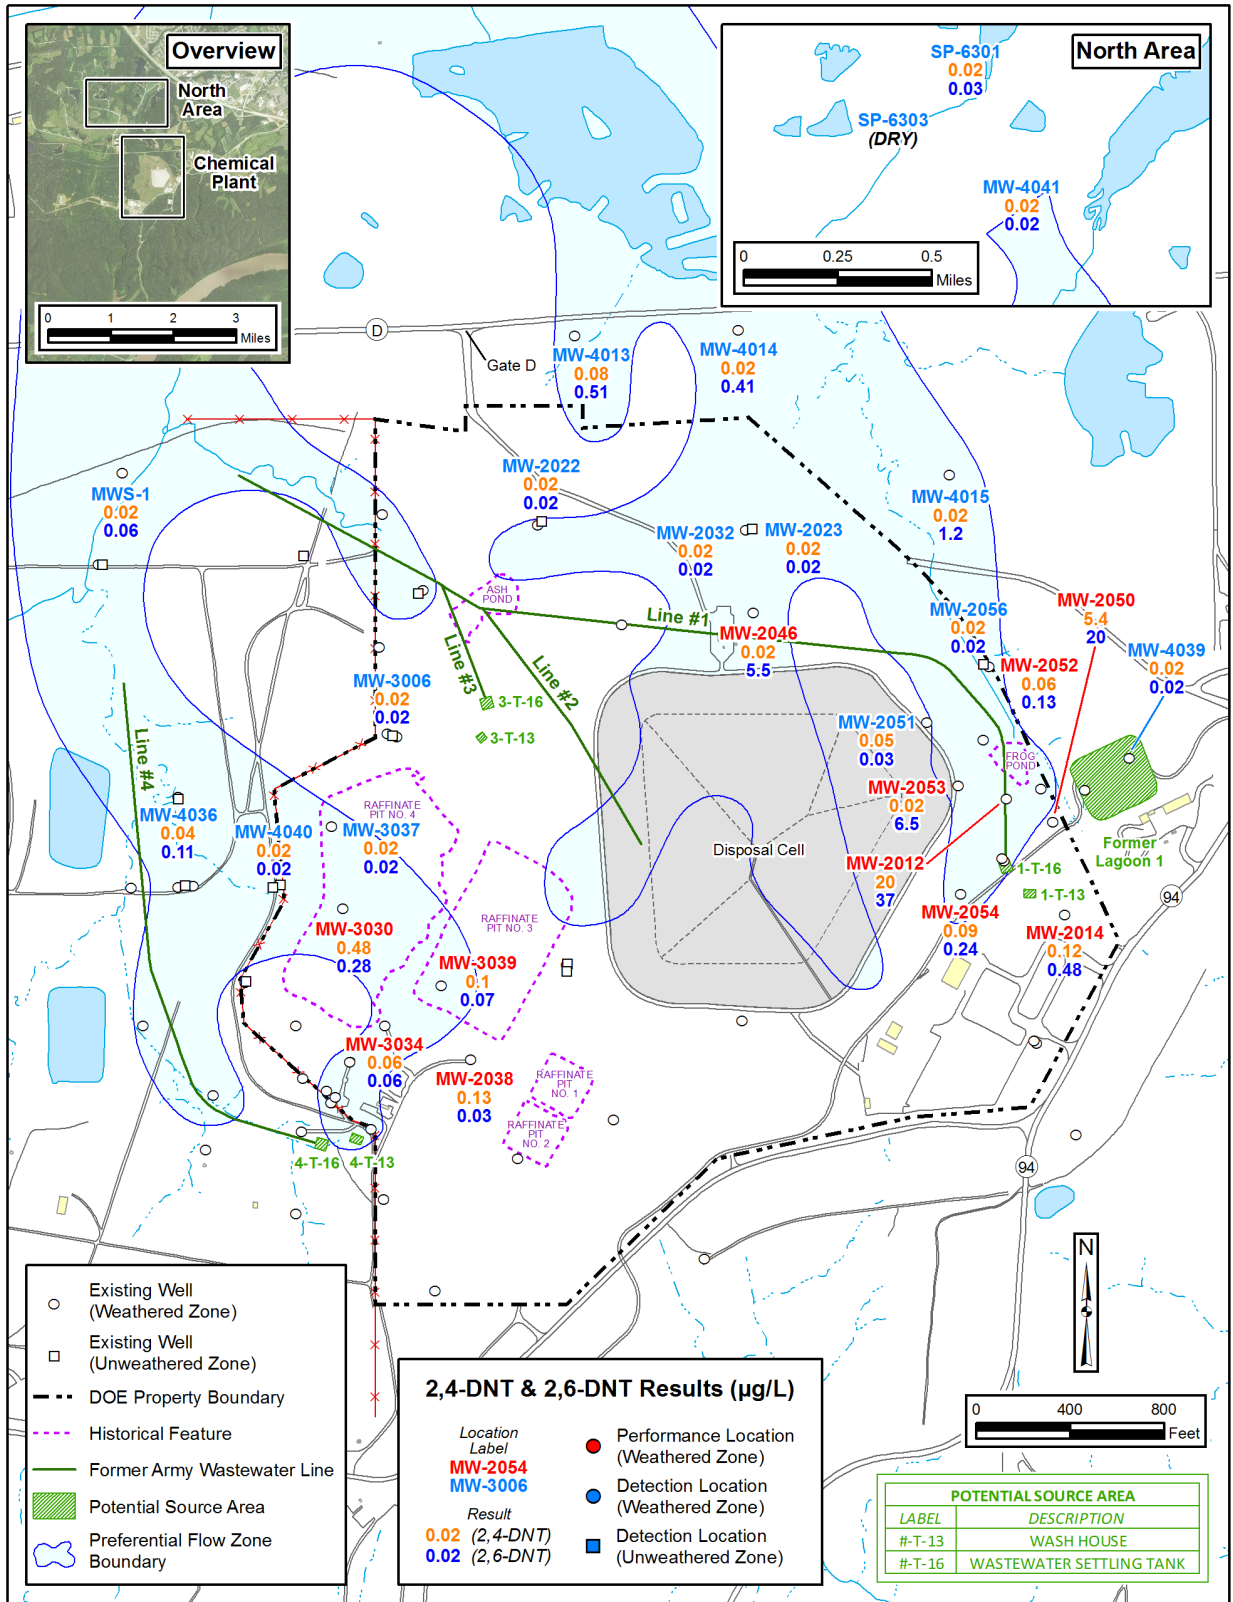 Overview
North
Area
Chemical
Plant
0 1 2 3
Miles
North Area
SP-6301
0.02
0.03
SP-6303
(DRY)
MW-4041
0.02
0.02
0 0.25 0.5
Miles
D
Gate D
MW-4013
0.08
0.51
MW-4014
0.02
0.41
MWS-1
0.02
0.06
MW-2022
0.02
0.02
MW-2032
0.02
0.02
MW-2023
0.02
0.02
MW-4015
0.02
1.2
ASH
POND
Line #1
Line #3
Line #2
MW-2046
0.02
5.5
MW-2056
0.02
0.02
MW-2050
5.4
20
MW-2052
0.06
0.13
MW-4039
0.02
0.02
MW-3006
0.02
0.02
3-T-16
3-T-13
Line #4
MW-2051
0.05
0.03
FROG
POND
MW-2053
0.02
6.5
MW-4036
0.04
0.11
MW-4040
0.02
0.02
RAFFINATE
PIT NO. 4
MW-3037
0.02
0.02
Disposal Cell
MW-2012
20
37
Former
Lagoon 1
1-T-16
1-T-13
94
MW-3030
0.48
0.28
RAFFINATE
PIT NO. 3
MW-3039
0.1
0.07
MW-2054
0.09
0.24
MW-2014
0.12
0.48
MW-3034
0.06
0.06
MW-2038
0.13
0.03
RAFFINATE
PIT
NO. 1
RAFFINATE
PIT
NO. 2
4-T-16
4-T-13
94
N
Existing Well
(Weathered Zone)
Existing Well
(Unweathered Zone)
DOE Property Boundary
Historical Feature
Former Army Wastewater Line
Potential Source Area
Preferential Flow Zone
Boundary
2,4-DNT & 2,6-DNT Results (µg/L)
Location
Label
MW-2054
MW-3006
Result
0.02 (2,4-DNT)
0.02 (2,6-DNT)
Performance Location
(Weathered Zone)
Detection Location
(Weathered Zone)
Detection Location
(Unweathered Zone)
0 400 800
Feet
POTENTIAL SOURCE AREA
LABEL DESCRIPTION
#-T-13 WASH HOUSE
#-T-16 WASTEWATER SETTLING TANK